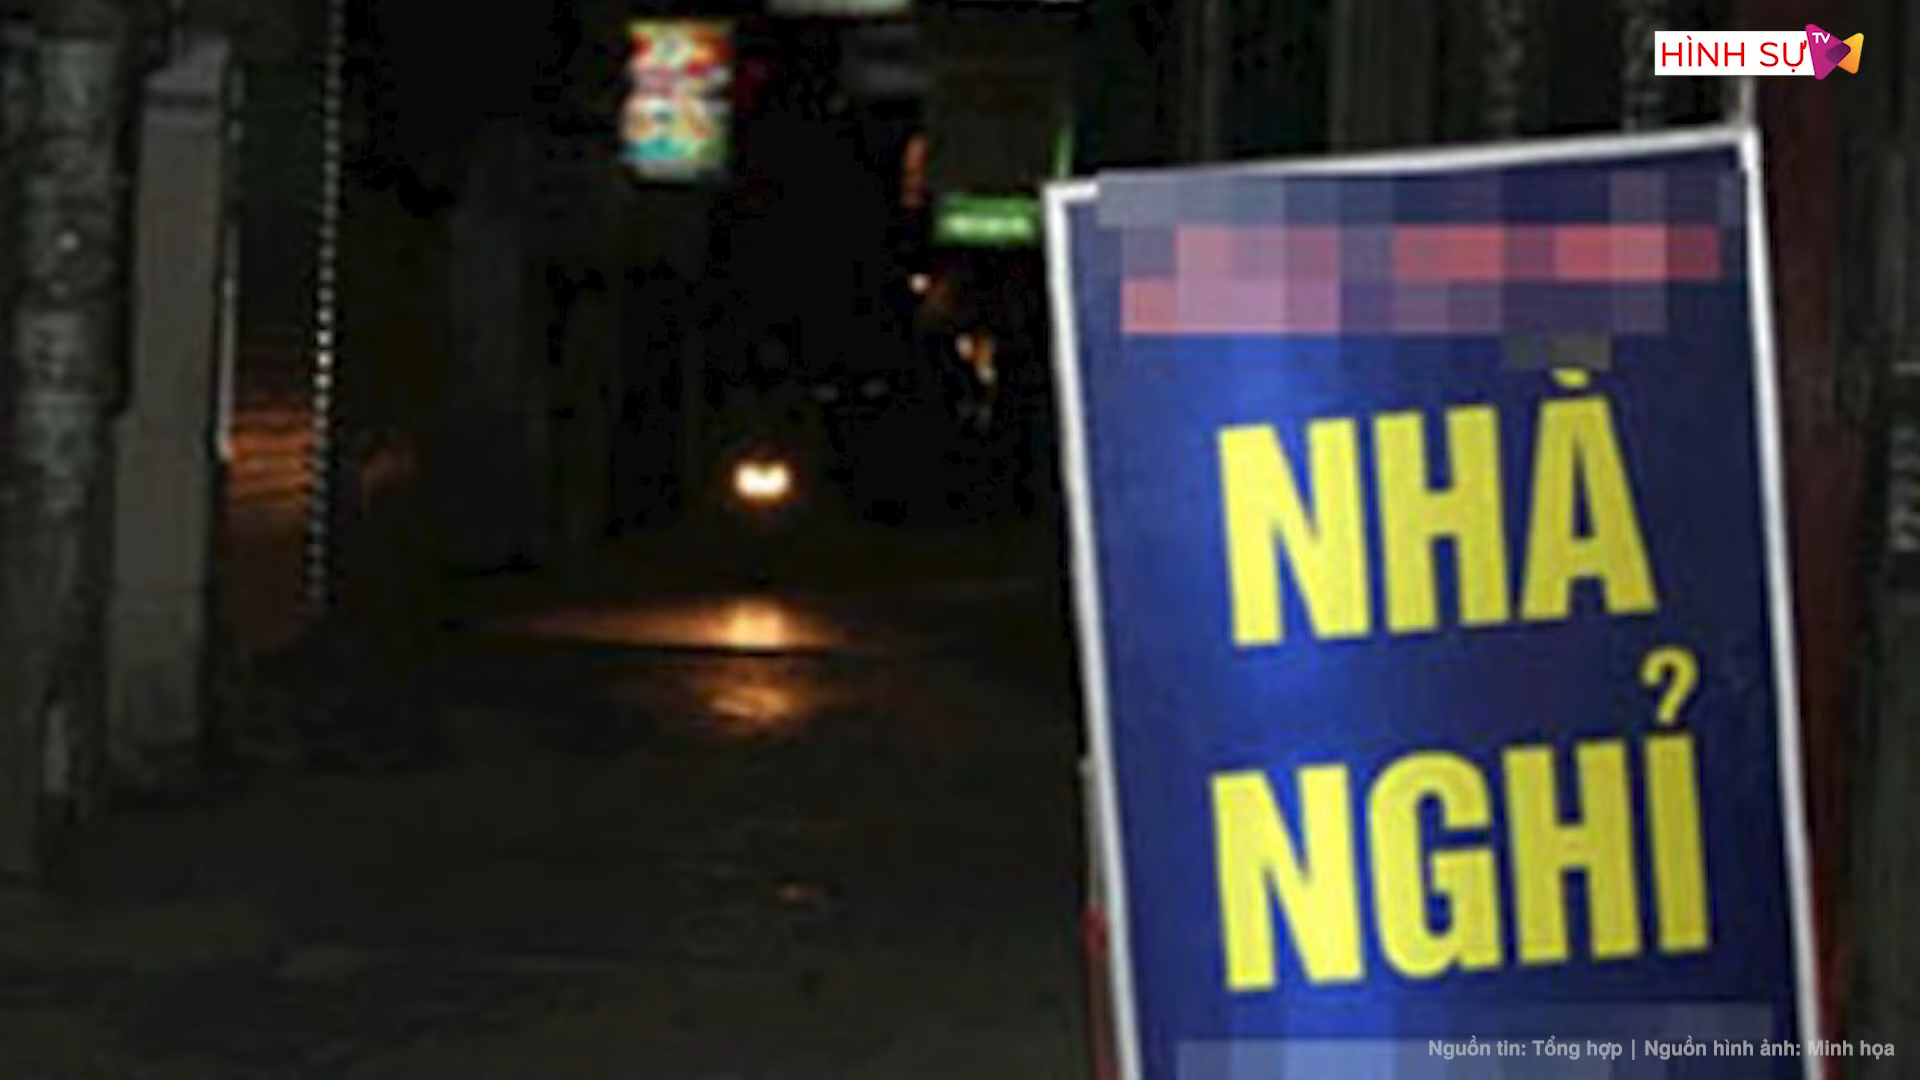 HÌNH SỰ TV
NHÀ
NGHỈ
Nguồn tin: Tổng hợp | Nguồn hình ảnh: Minh họa